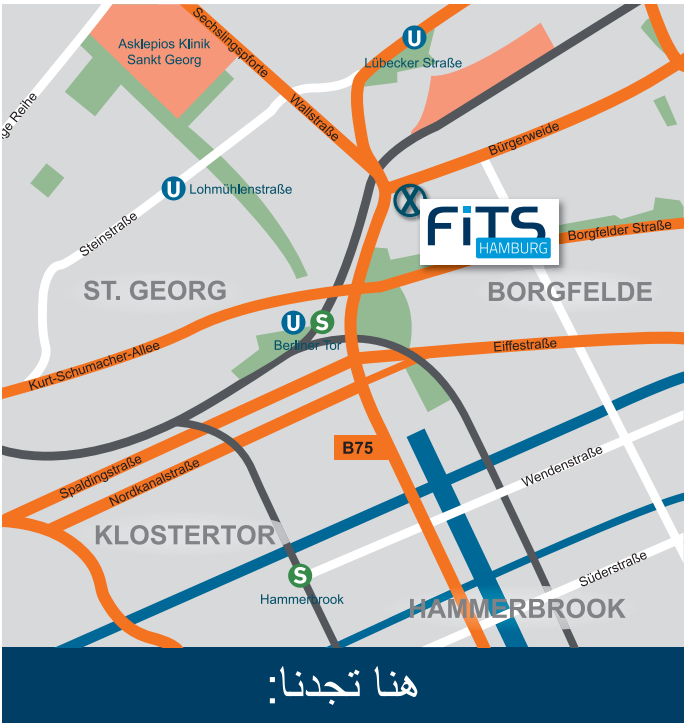 Asklepios Klinik
Sankt Georg
Sechslingspforte
U
Lübecker Straße
Wallstraße
ge Reihe
Bürgerweide
U Lohmühlenstraße
X
FiTS
HAMBURG
Steinstraße
Borgfelder Straße
ST. GEORG
BORGFELDE
U S
Berliner Tor
Eiffestraße
Kurt-Schumacher-Allee
B75
Spaldingstraße
Nordkanalstraße
Wendenstraße
KLOSTERTOR
S
Hammerbrook
Süderstraße
HAMMERBROOK
هنا تجدنا: